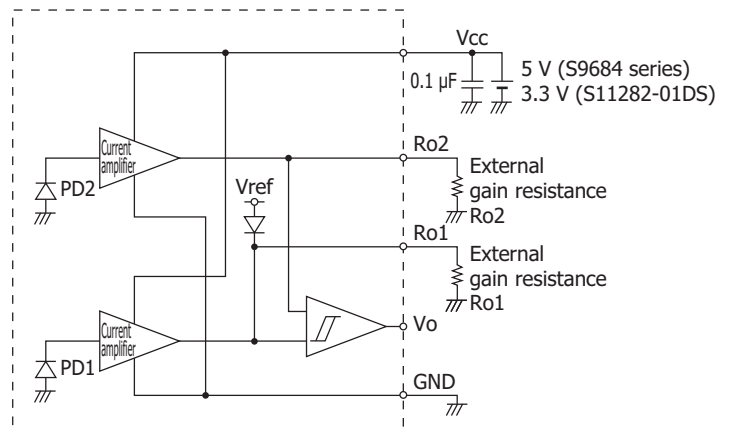 Vcc
0.1 µF
5 V (S9684 series)
3.3 V (S11282-01DS)
Current
amplifier
PD2
Ro2
External
gain resistance
Ro2
Vref
Ro1
External
gain resistance
Ro1
Current
amplifier
PD1
Vo
GND